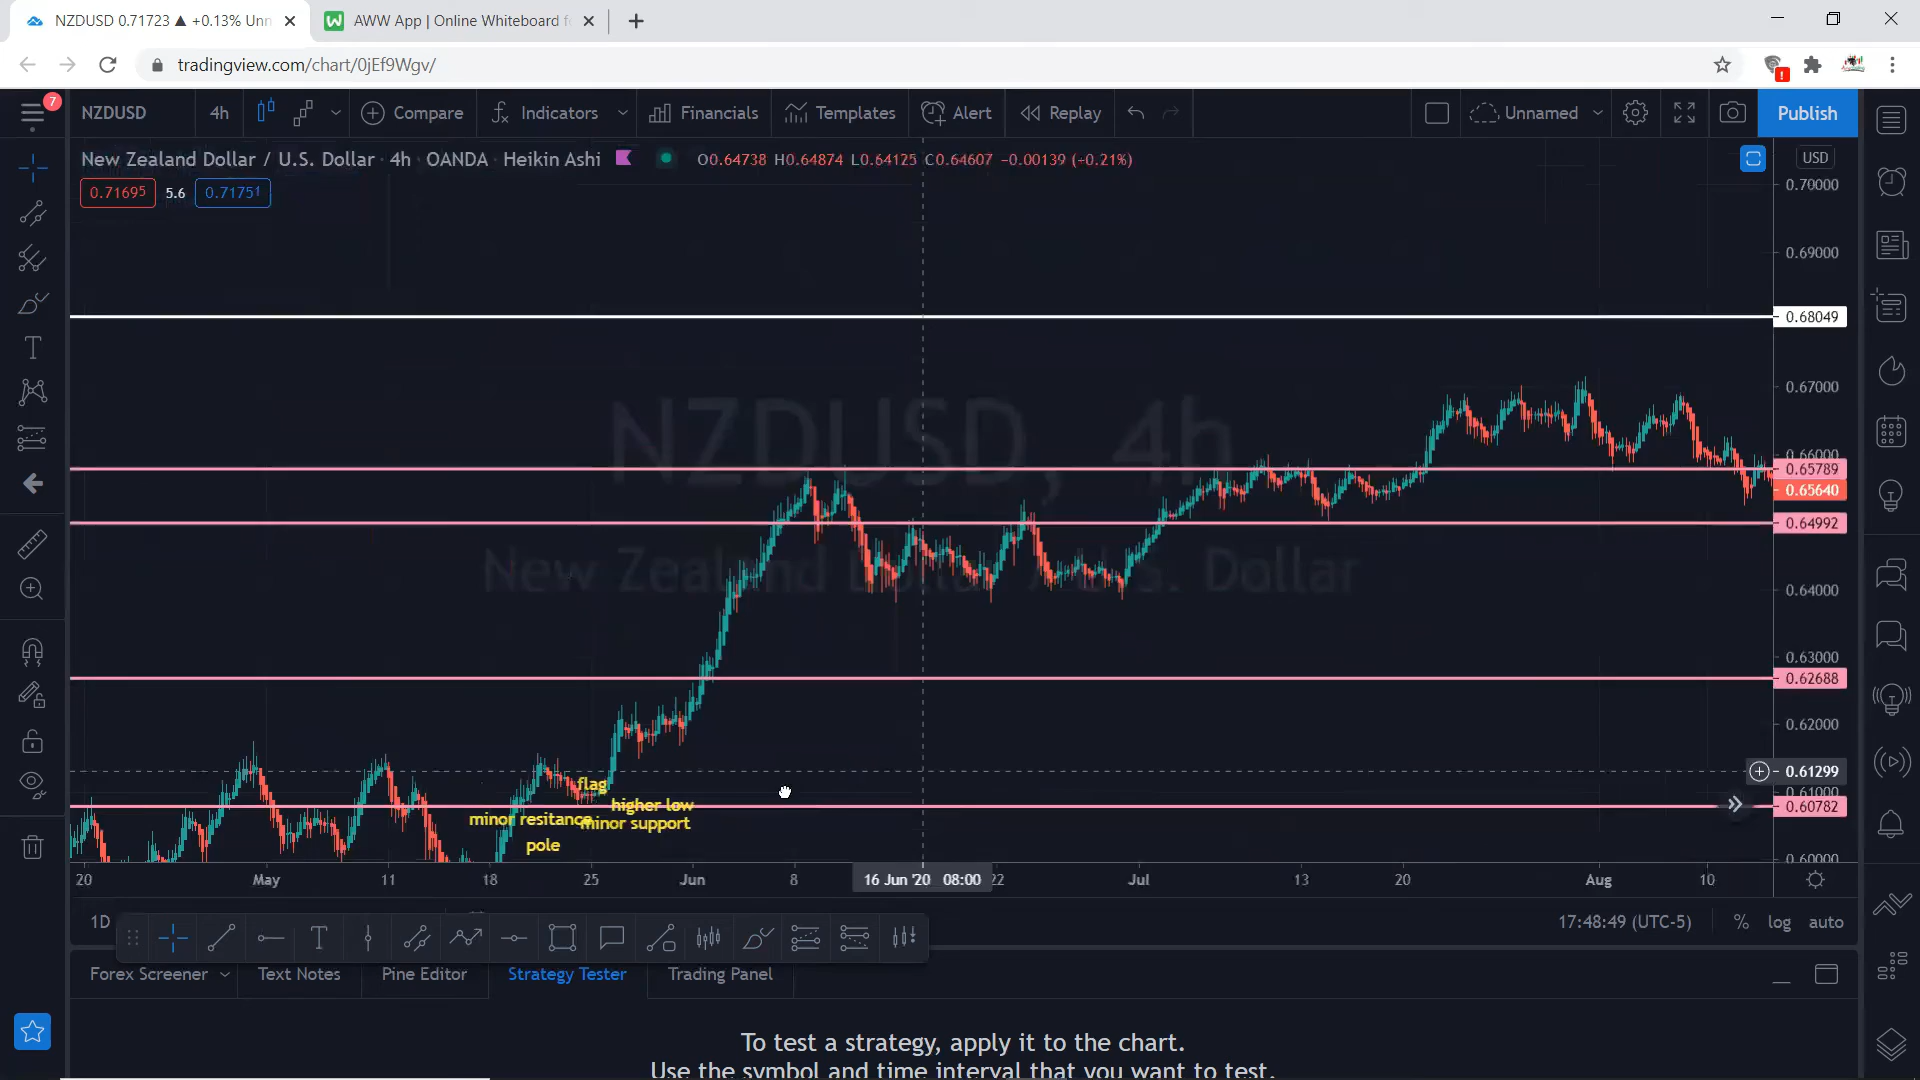 NZDUSD 0.71723 ▲ +0.13% Unn
AWW App | Online Whiteboard f
tradingview.com/chart/0jEf9Wgv/
7
NZDUSD
4h
Compare
Indicators
Financials
Templates
Alert
Replay
Unnamed
Publish
New Zealand Dollar / U.S. Dollar · 4h · OANDA · Heikin Ashi
O0.64738 H0.64874 L0.64125 C0.64607 −0.00139 (+0.21%)
USD
0.71695
5.6
0.71751
0.70000
0.69000
0.68049
0.67000
0.66000
0.65789
0.65640
0.64992
0.64000
0.63000
0.62688
0.62000
0.61299
0.61000
0.60782
0.60000
NZDUSD, 4h
New Zealand Dollar / U.S. Dollar
flag
higher low
minor resitance
minor support
pole
20 May 11 18 25 Jun 8 16 Jun '20 08:00 22 Jul 13 20 Aug 10
1D
17:48:49 (UTC-5)
%
log
auto
Forex Screener
Text Notes
Pine Editor
Strategy Tester
Trading Panel
To test a strategy, apply it to the chart.
Use the symbol and time interval that you want to test.